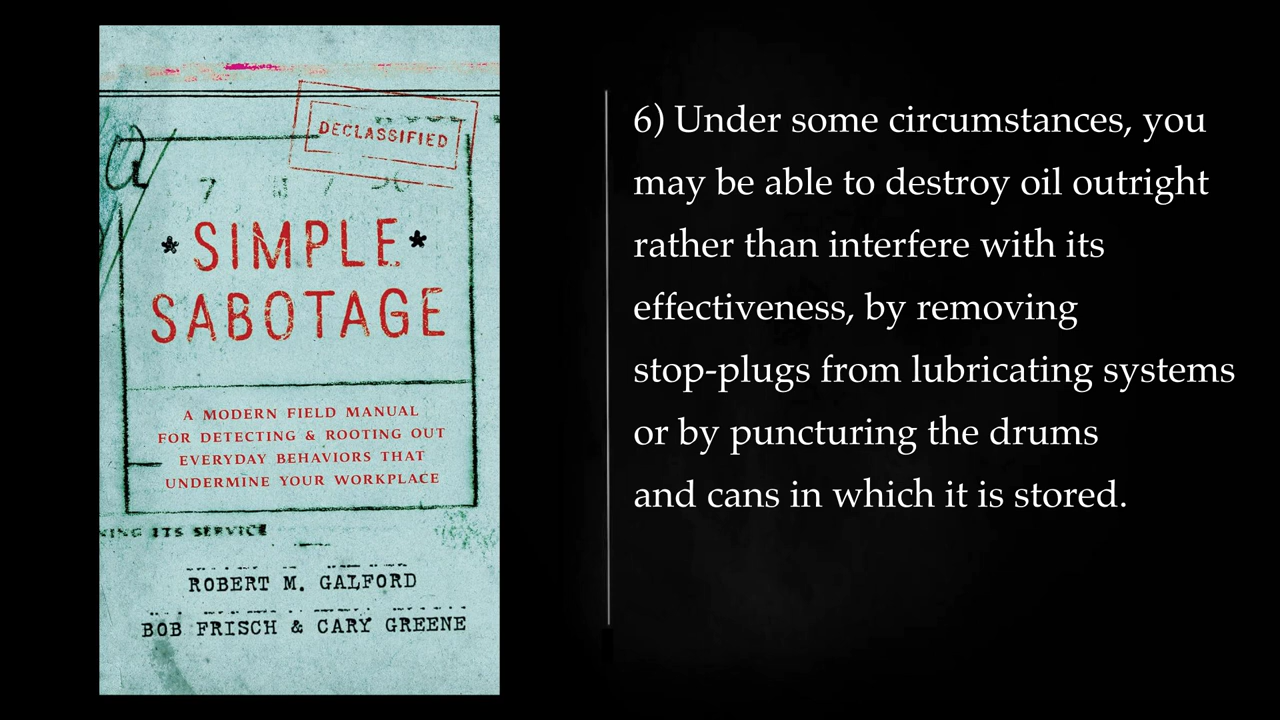 DECLASSIFIED
*SIMPLE*
SABOTAGE
A MODERN FIELD MANUAL
FOR DETECTING & ROOTING OUT
EVERYDAY BEHAVIORS THAT
UNDERMINE YOUR WORKPLACE
ITS SERVICE
ROBERT M. GALFORD
BOB FRISCH & CARY GREENE
6) Under some circumstances, you
may be able to destroy oil outright
rather than interfere with its
effectiveness, by removing
stop-plugs from lubricating systems
or by puncturing the drums
and cans in which it is stored.